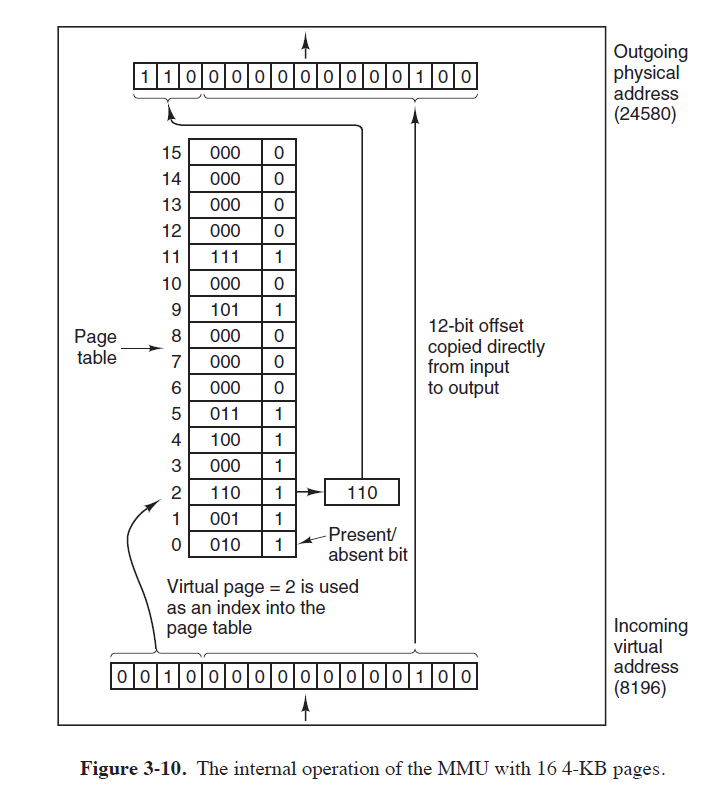 Outgoing
physical
address
(24580)
1 1 0 0 0 0 0 0 0 0 0 0 1 0 0
15 000 0
14 000 0
13 000 0
12 000 0
11 111 1
10 000 0
9 101 1
8 000 0
7 000 0
6 000 0
5 011 1
4 100 1
3 000 1
2 110 1
1 001 1
0 010 1
Page
table
110
12-bit offset
copied directly
from input
to output
Present/
absent bit
Virtual page = 2 is used
as an index into the
page table
0 0 1 0 0 0 0 0 0 0 0 0 0 1 0 0
Incoming
virtual
address
(8196)
Figure 3-10. The internal operation of the MMU with 16 4-KB pages.